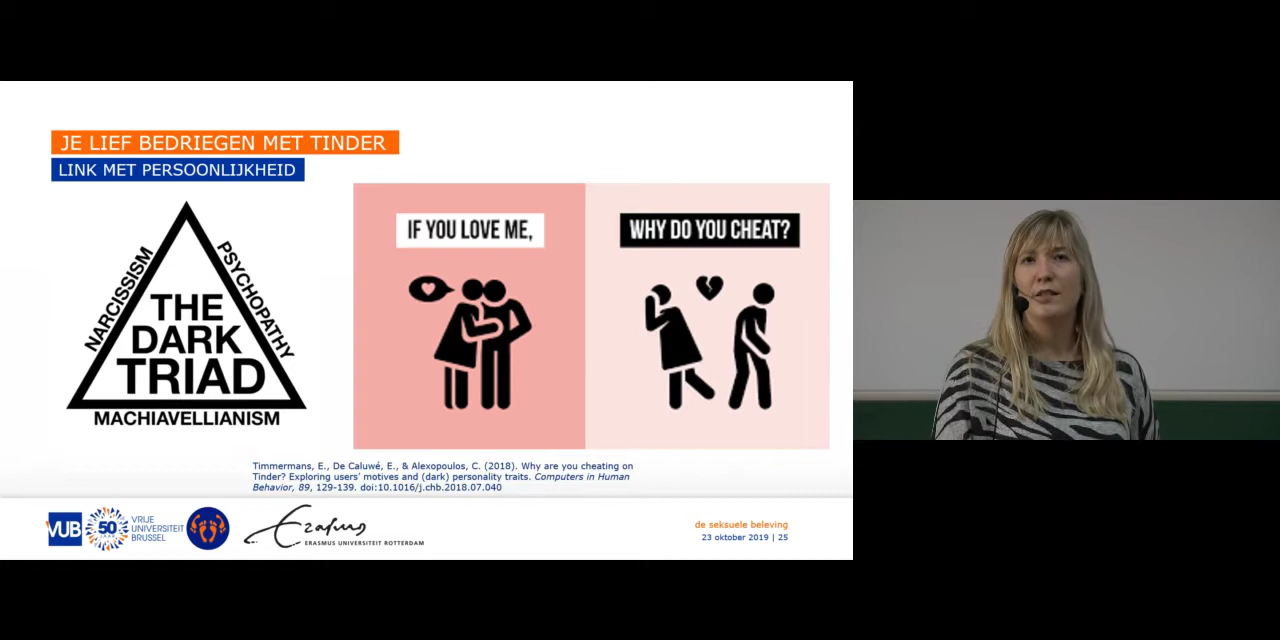 JE LIEF BEDRIEGEN MET TINDER
LINK MET PERSOONLIJKHEID
NARCISSISM
PSYCHOPATHY
THE
DARK
TRIAD
MACHIAVELLIANISM
IF YOU LOVE ME,
WHY DO YOU CHEAT?
Timmermans, E., De Caluwé, E., & Alexopoulos, C. (2018). Why are you cheating on
Tinder? Exploring users' motives and (dark) personality traits. Computers in Human
Behavior, 89, 129-139. doi:10.1016/j.chb.2018.07.040
VUB
50
JAAR
VRIJE
UNIVERSITEIT
BRUSSEL
Erasmus
ERASMUS UNIVERSITEIT ROTTERDAM
de seksuele beleving
23 oktober 2019 | 25